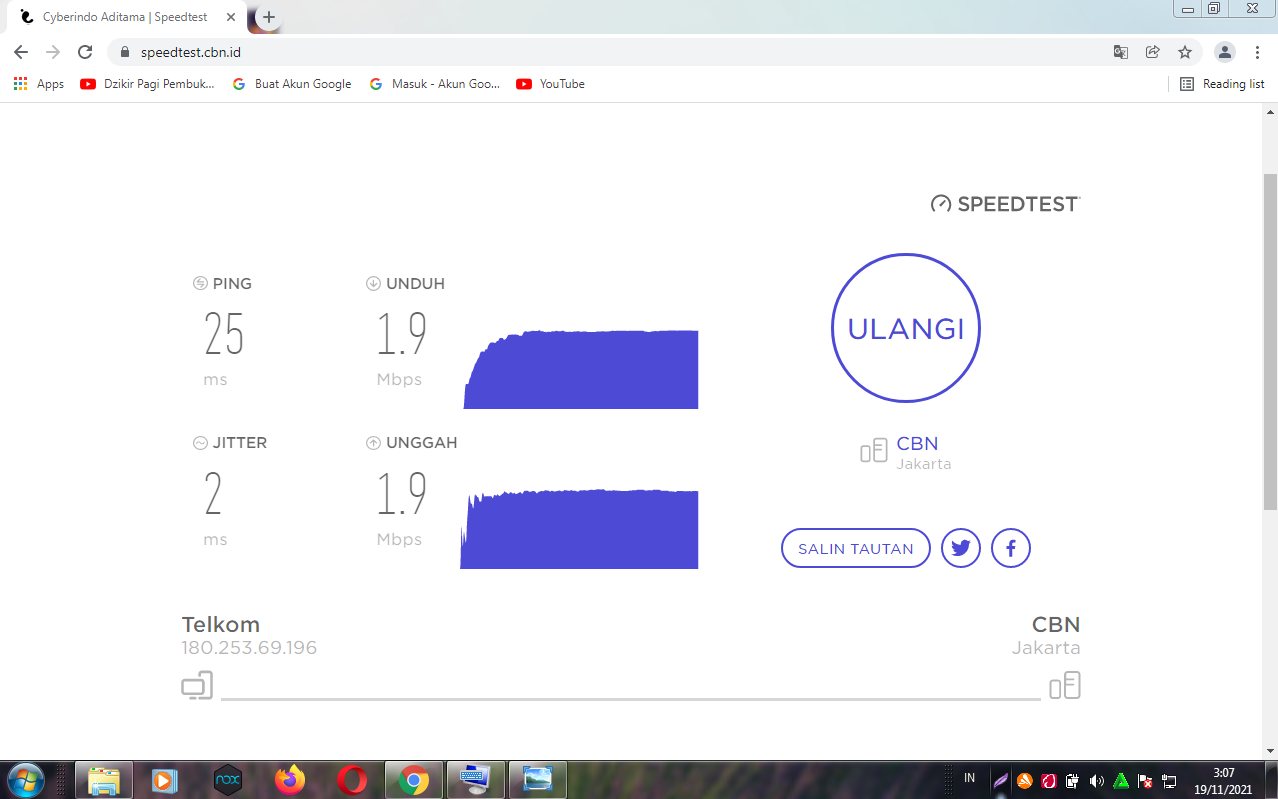 Cyberindo Aditama | Speedtest
speedtest.cbn.id
Apps
Dzikir Pagi Pembuk...
Buat Akun Google
Masuk - Akun Goo...
YouTube
Reading list
SPEEDTEST
PING
25
ms
UNDUH
1.9
Mbps
ULANGI
JITTER
2
ms
UNGGAH
1.9
Mbps
CBN
Jakarta
SALIN TAUTAN
Telkom
180.253.69.196
CBN
Jakarta
nox
IN
3:07
19/11/2021